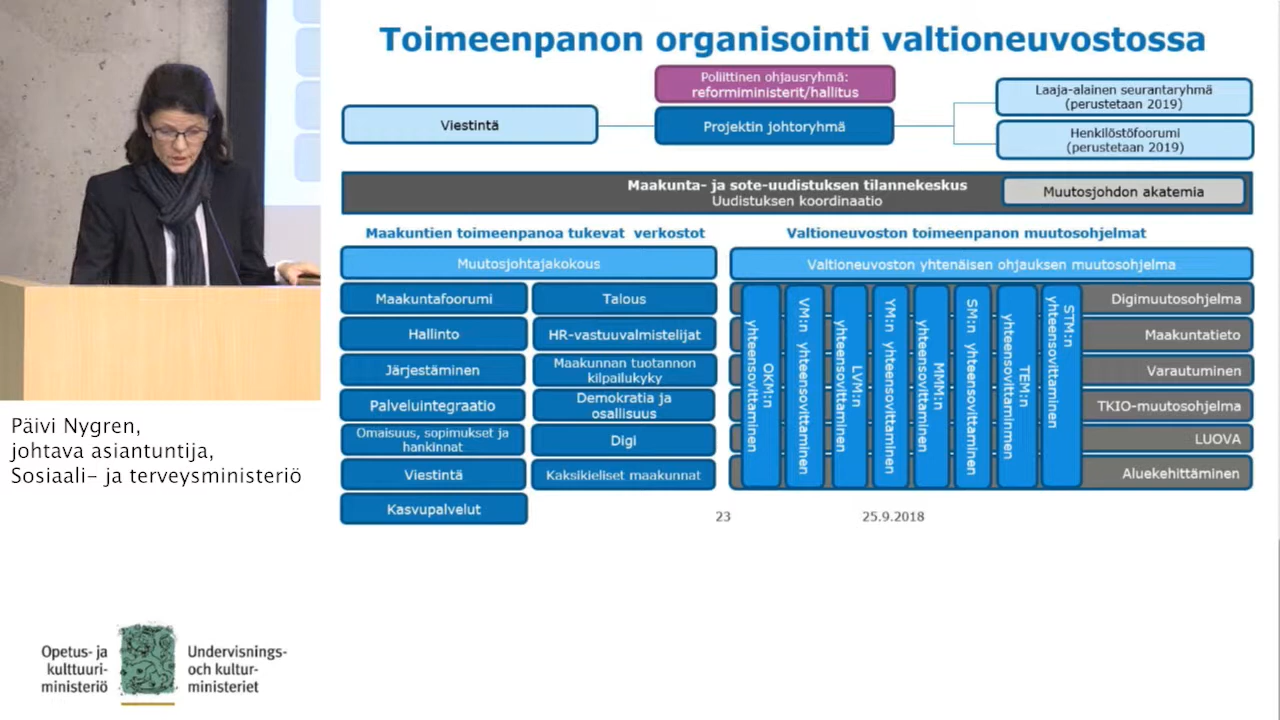 Toimeenpanon organisointi valtioneuvostossa
Poliittinen ohjausryhmä:
reformiministerit/hallitus
Viestintä
Projektin johtoryhmä
Laaja-alainen seurantaryhmä
(perustetaan 2019)
Henkilöstöfoorumi
(perustetaan 2019)
Maakunta- ja sote-uudistuksen tilannekeskus
Uudistuksen koordinaatio
Muutosjohdon akatemia
Maakuntien toimeenpanoa tukevat verkostot
Muutosjohtajakokous
Maakuntafoorumi
Talous
Hallinto
HR-vastuuvalmistelijat
Järjestäminen
Maakunnan tuotannon
kilpailukyky
Palveluintegraatio
Demokratia ja
osallisuus
Omaisuus, sopimukset ja
hankinnat
Digi
Viestintä
Kaksikieliset maakunnat
Kasvupalvelut
Valtioneuvoston toimeenpanon muutosohjelmat
Valtioneuvoston yhtenäisen ohjauksen muutosohjelma
OKM:n
yhteensovittaminen
VM:n yhteensovittaminen
LVM:n
yhteensovittaminen
YM:n yhteensovittaminen
MMM:n
yhteensovittaminen
SM:n yhteensovittaminen
TEM:n
yhteensovittaminmen
STM:n
yhteensovittaminen
Digimuutosohjelma
Maakuntatieto
Varautuminen
TKIO-muutosohjelma
LUOVA
Aluekehittäminen
23
25.9.2018
Päivi Nygren,
johtava asiantuntija,
Sosiaali- ja terveysministeriö
Opetus- ja
kulttuuri-
ministeriö
Undervisnings-
och kultur-
ministeriet